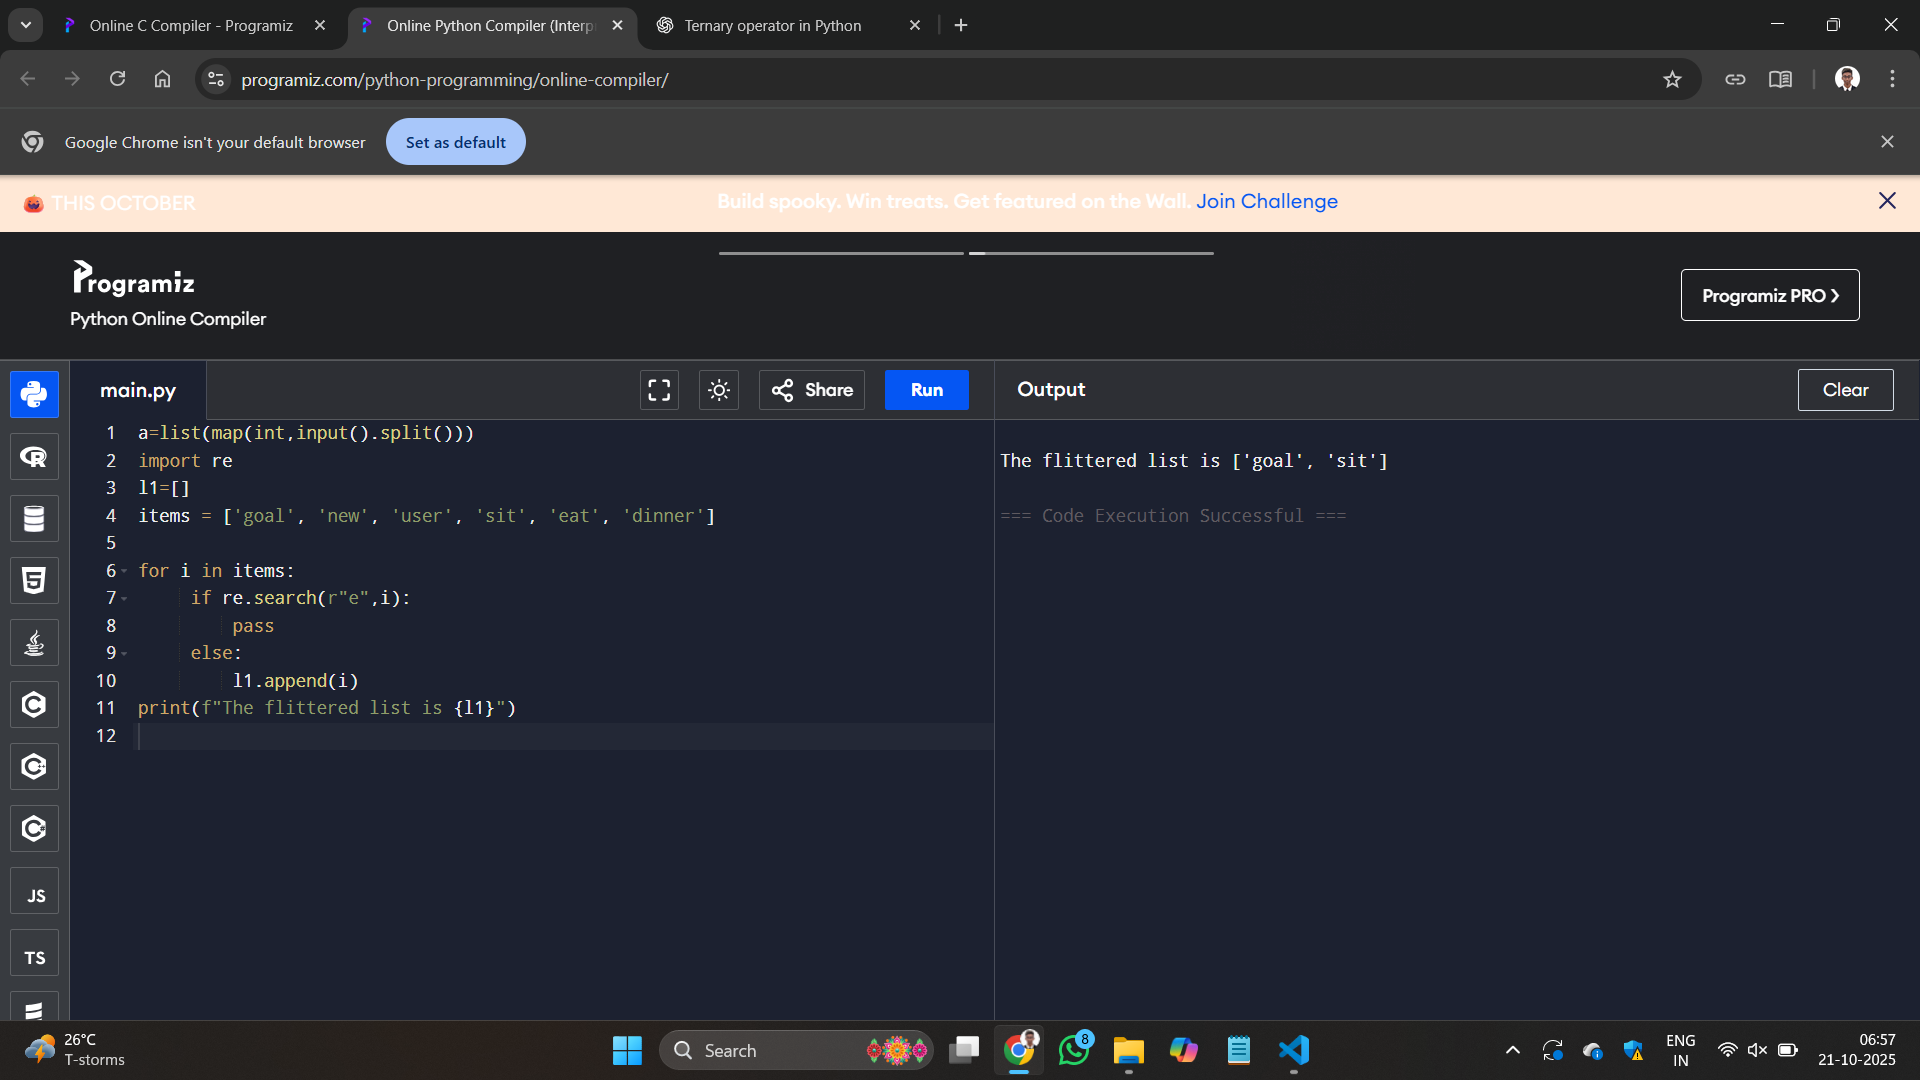 Online C Compiler - Programiz
Online Python Compiler (Interp
Ternary operator in Python
programiz.com/python-programming/online-compiler/
Google Chrome isn't your default browser
Set as default
THIS OCTOBER
Build spooky. Win treats. Get featured on the Wall. Join Challenge
Programiz
Python Online Compiler
Programiz PRO ❯
main.py
Share
Run
Output
Clear
1 a=list(map(int,input().split()))
2 import re
3 l1=[]
4 items = ['goal', 'new', 'user', 'sit', 'eat', 'dinner']
5
6 for i in items:
7 if re.search(r"e",i):
8 pass
9 else:
10 l1.append(i)
11 print(f"The flittered list is {l1}")
12
The flittered list is ['goal', 'sit']
=== Code Execution Successful ===
R
5
C
C
C
JS
TS
26°C
T-storms
Search
8
ENG
IN
06:57
21-10-2025